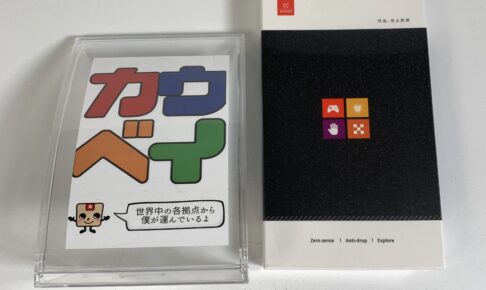 カウ
ベイ
世界中の各拠点から
僕が運んでいるよ
Zero sense | Anti-drop | Explore